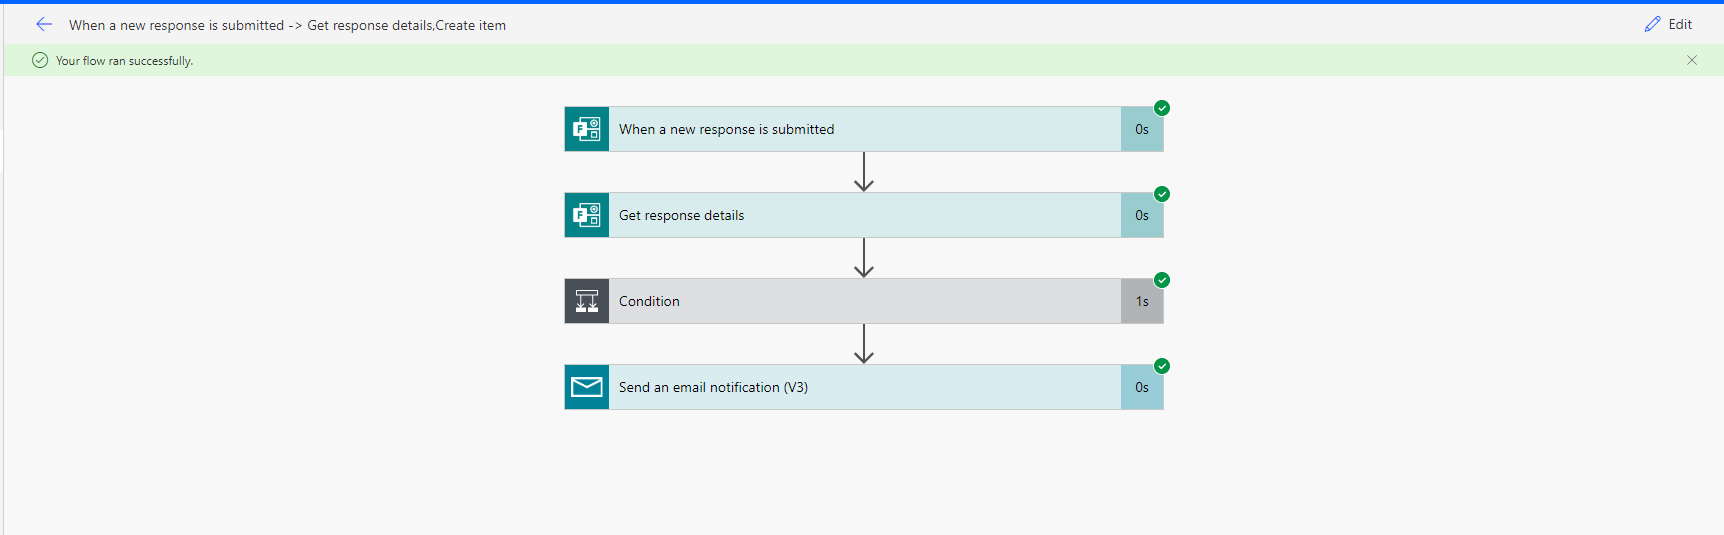 When a new response is submitted -> Get response details,Create item
Edit
Your flow ran successfully.
When a new response is submitted
0s
Get response details
0s
Condition
1s
Send an email notification (V3)
0s